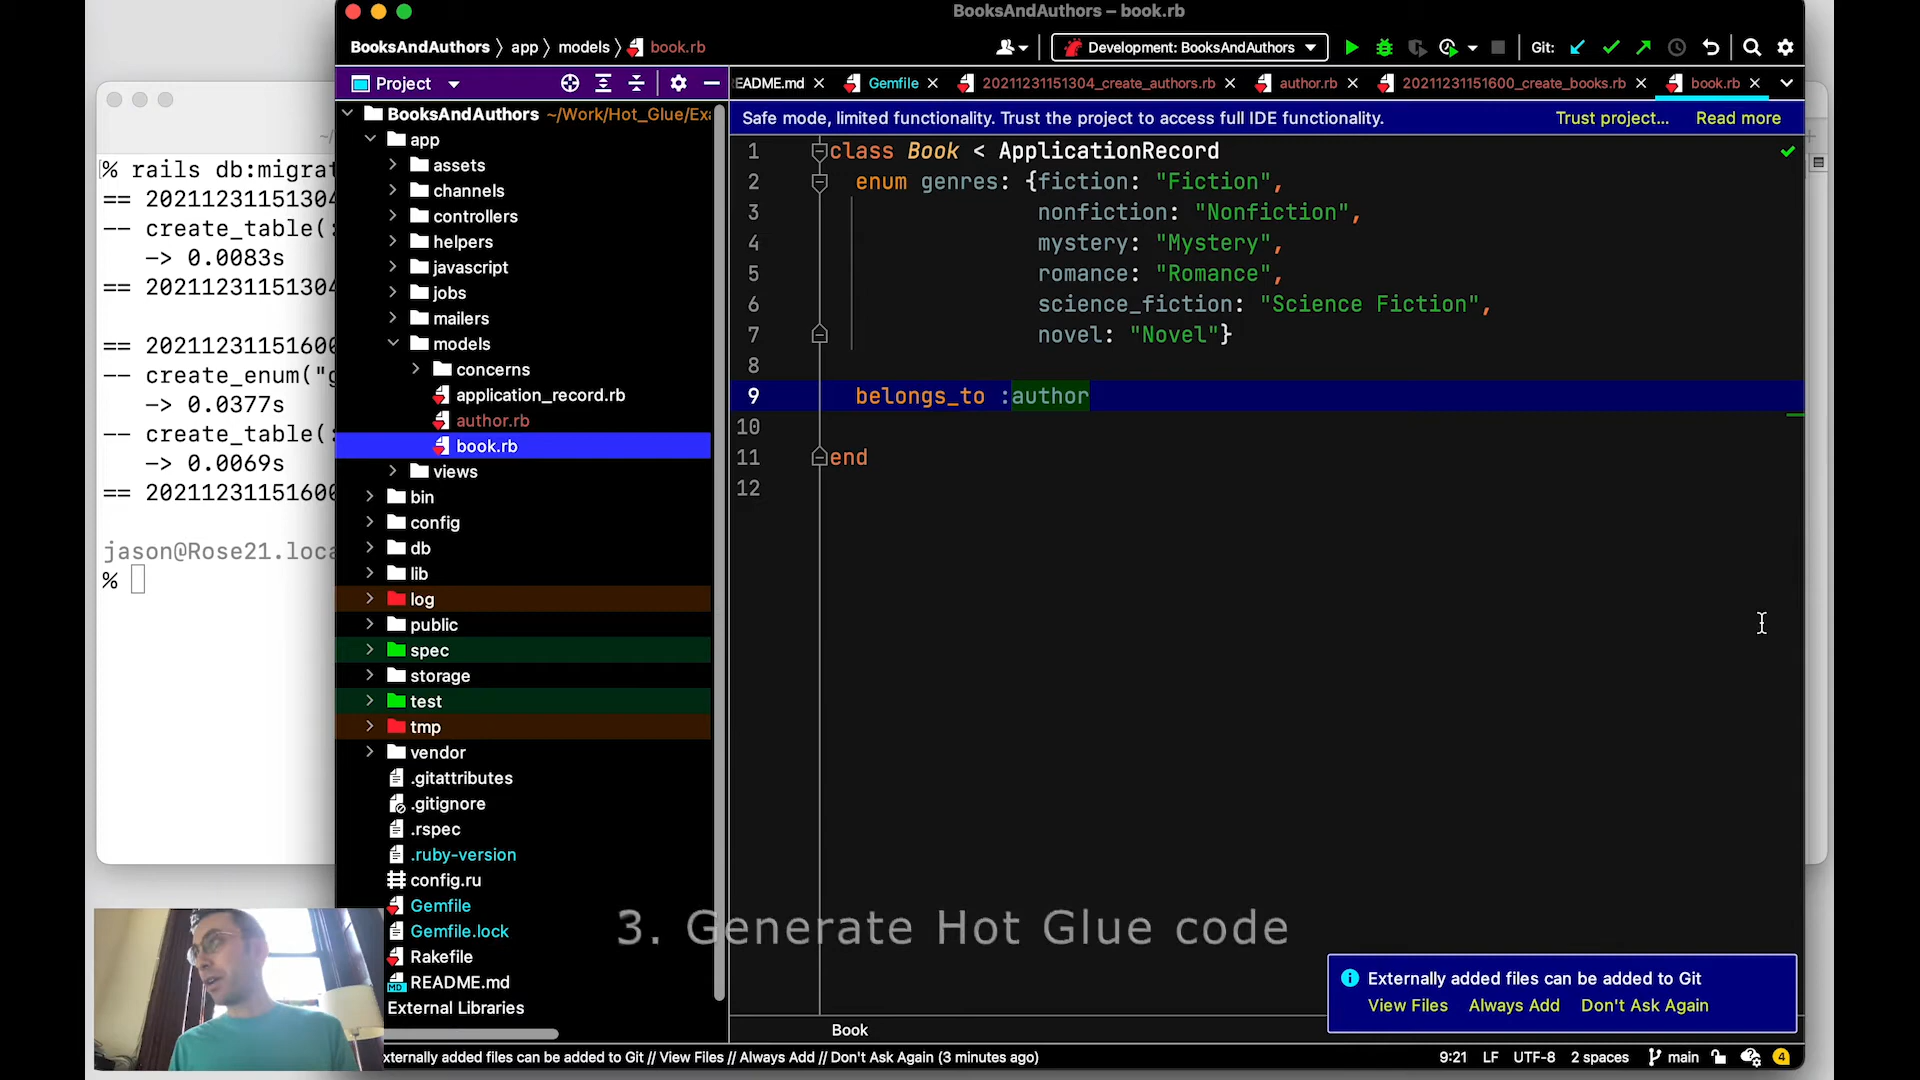 BooksAndAuthors – book.rb
BooksAndAuthors 〉 app 〉 models 〉 book.rb
Development: BooksAndAuthors
Git:
Project
EADME.md
Gemfile
20211231151304_create_authors.rb
author.rb
20211231151600_create_books.rb
book.rb
Safe mode, limited functionality. Trust the project to access full IDE functionality.
Trust project...
Read more
% rails db:migrat
== 20211231151304
-- create_table(:
-> 0.0083s
== 20211231151304
== 20211231151600
-- create_enum("g
-> 0.0377s
-- create_table(:
-> 0.0069s
== 20211231151600
jason@Rose21.loca
%
BooksAndAuthors ~/Work/Hot_Glue/Exa
app
assets
channels
controllers
helpers
javascript
jobs
mailers
models
concerns
application_record.rb
author.rb
book.rb
views
bin
config
db
lib
log
public
spec
storage
test
tmp
vendor
.gitattributes
.gitignore
.rspec
.ruby-version
config.ru
Gemfile
Gemfile.lock
Rakefile
MD README.md
External Libraries
1 class Book < ApplicationRecord
2 enum genres: {fiction: "Fiction",
3 nonfiction: "Nonfiction",
4 mystery: "Mystery",
5 romance: "Romance",
6 science_fiction: "Science Fiction",
7 novel: "Novel"}
8
9 belongs_to :author
10
11 end
12
3. Generate Hot Glue code
Externally added files can be added to Git
View Files Always Add Don't Ask Again
Book
xternally added files can be added to Git // View Files // Always Add // Don't Ask Again (3 minutes ago)
9:21 LF UTF-8 2 spaces main 4